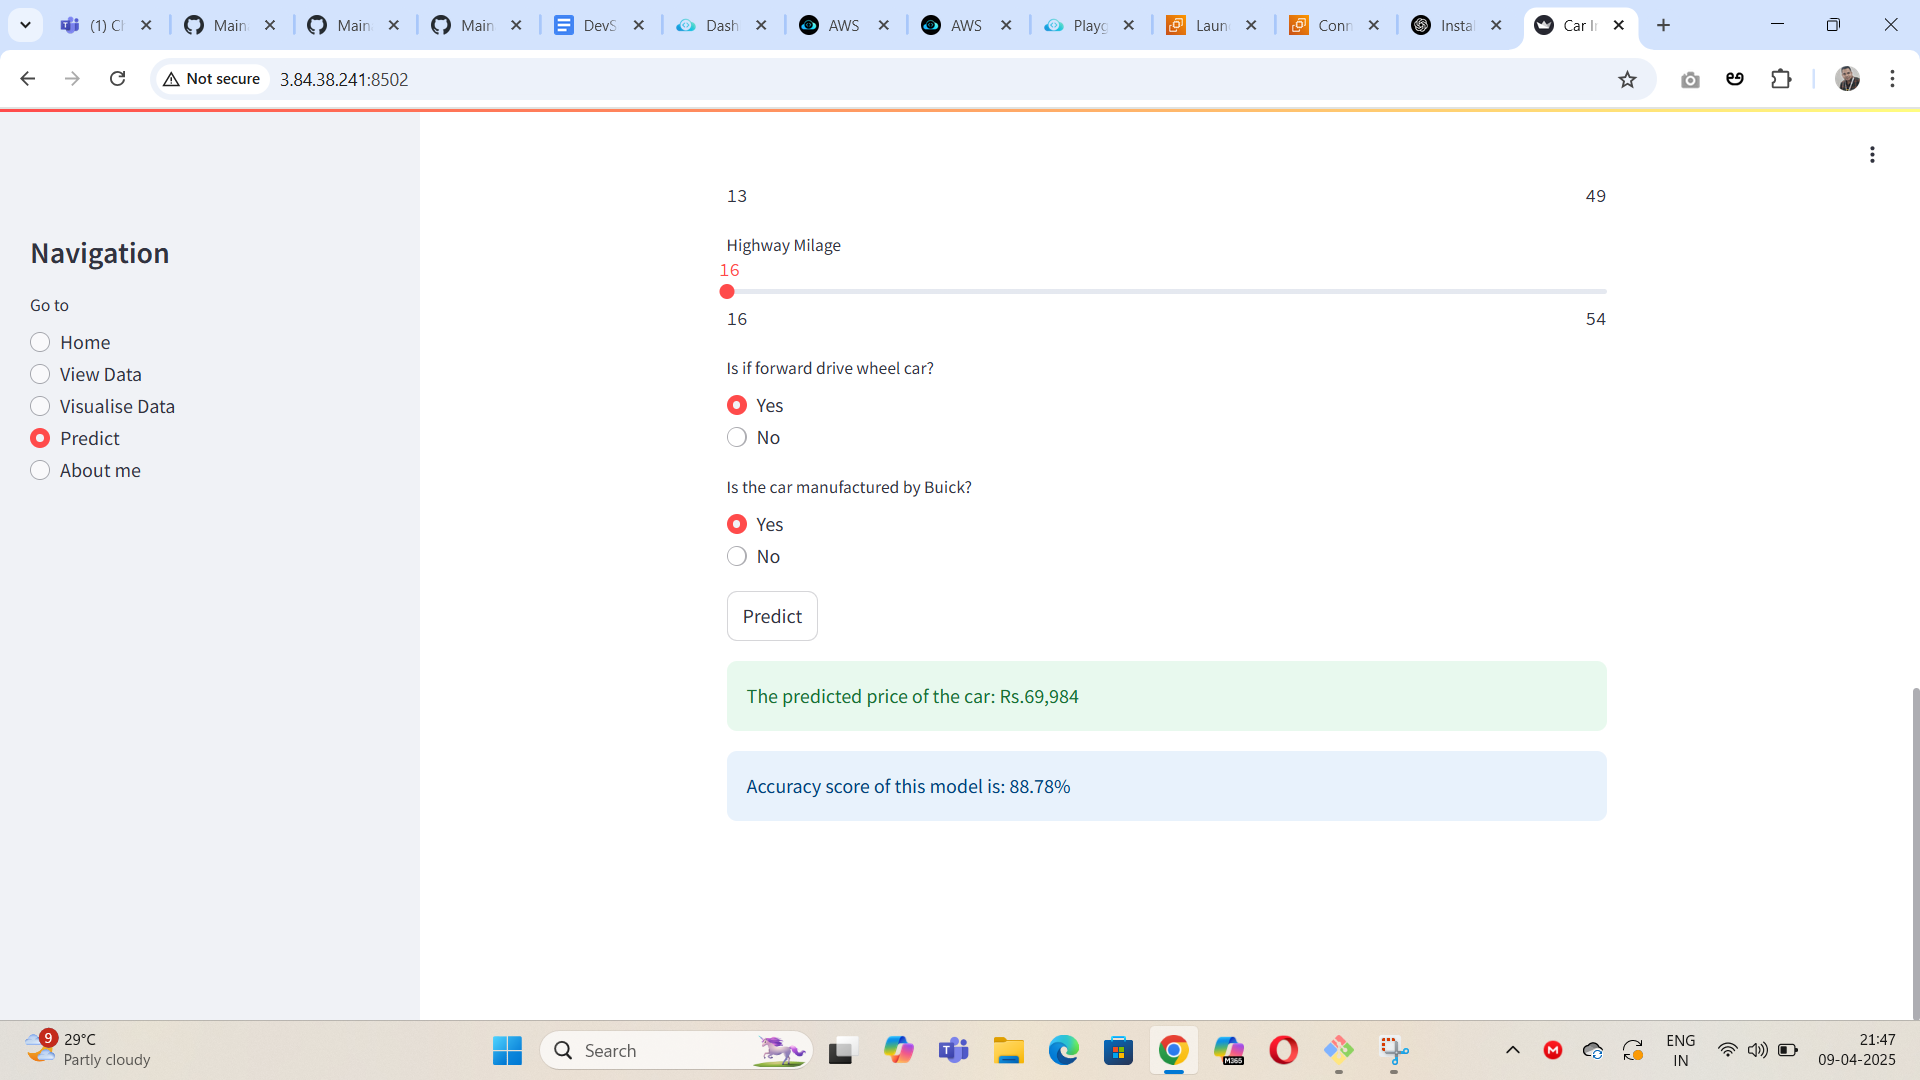 (1) Ch
Main
Main
Main
DevS
Dash
AWS
AWS
Playg
Laun
Conn
Instal
Car In
Not secure
3.84.38.241:8502
Navigation
Go to
Home
View Data
Visualise Data
Predict
About me
13
49
Highway Milage
16
16
54
Is if forward drive wheel car?
Yes
No
Is the car manufactured by Buick?
Yes
No
Predict
The predicted price of the car: Rs.69,984
Accuracy score of this model is: 88.78%
9
29°C
Partly cloudy
Search
M365
M
ENG
IN
21:47
09-04-2025